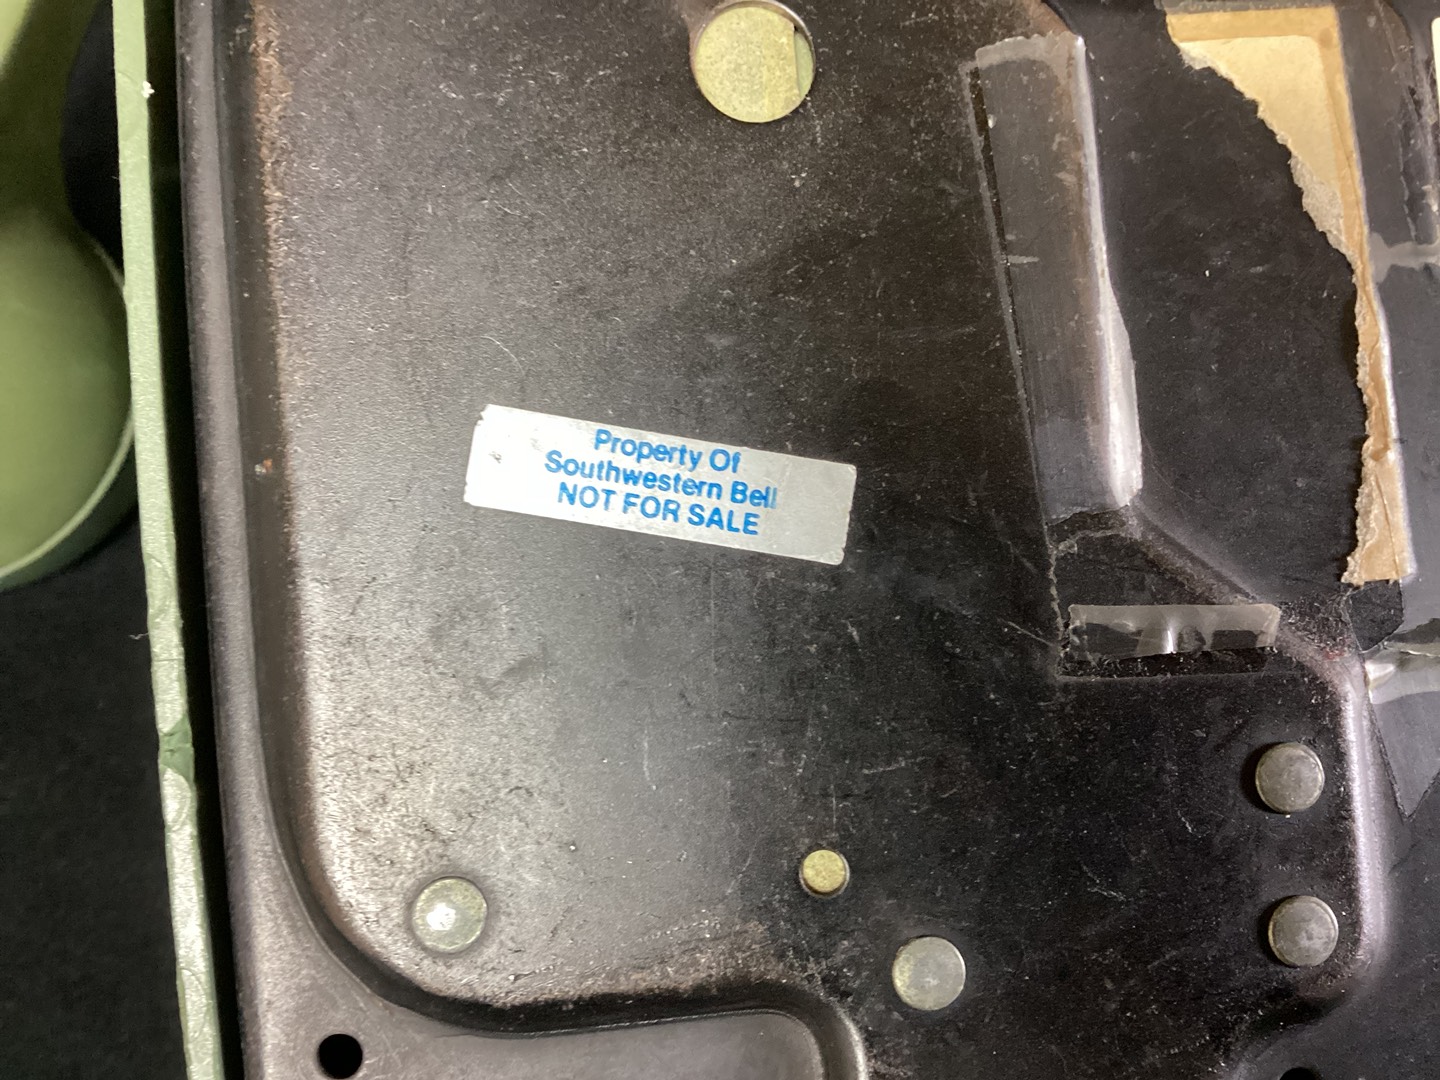 Property Of
Southwestern Bell
NOT FOR SALE